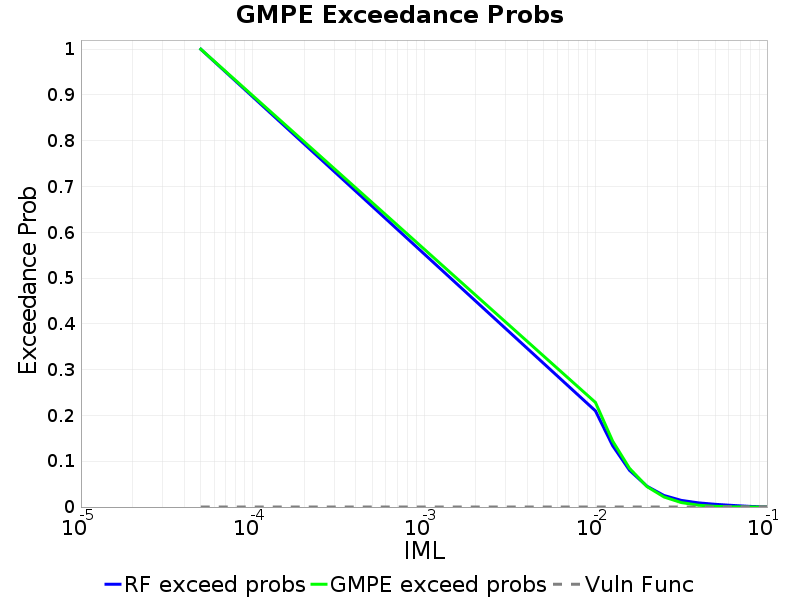 GMPE Exceedance Probs
Exceedance Prob
1
0.9
0.8
0.7
0.6
0.5
0.4
0.3
0.2
0.1
0
10-5
10-4
10-3
10-2
10-1
IML
RF exceed probs
GMPE exceed probs
Vuln Func